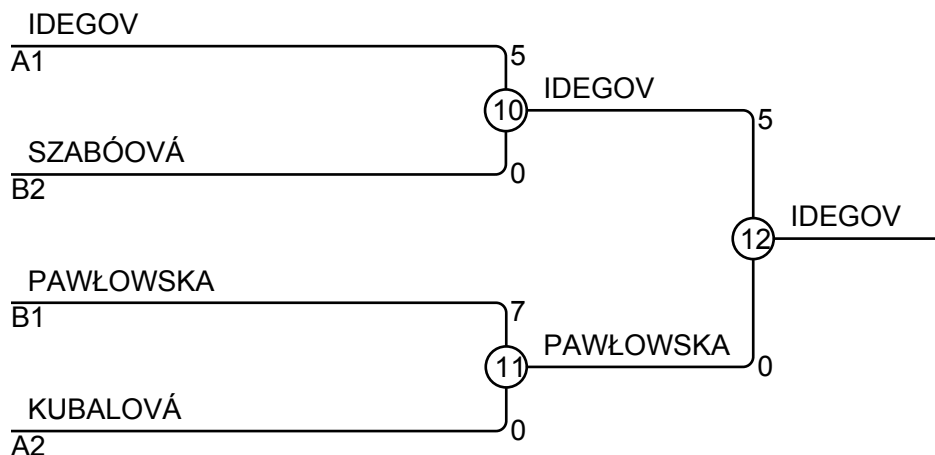 IDEGOV
A1
5
10
IDEGOV
SZABÓOVÁ
B2
0
5
12
IDEGOV
PAWŁOWSKA
B1
7
11
PAWŁOWSKA
0
KUBALOVÁ
A2
0